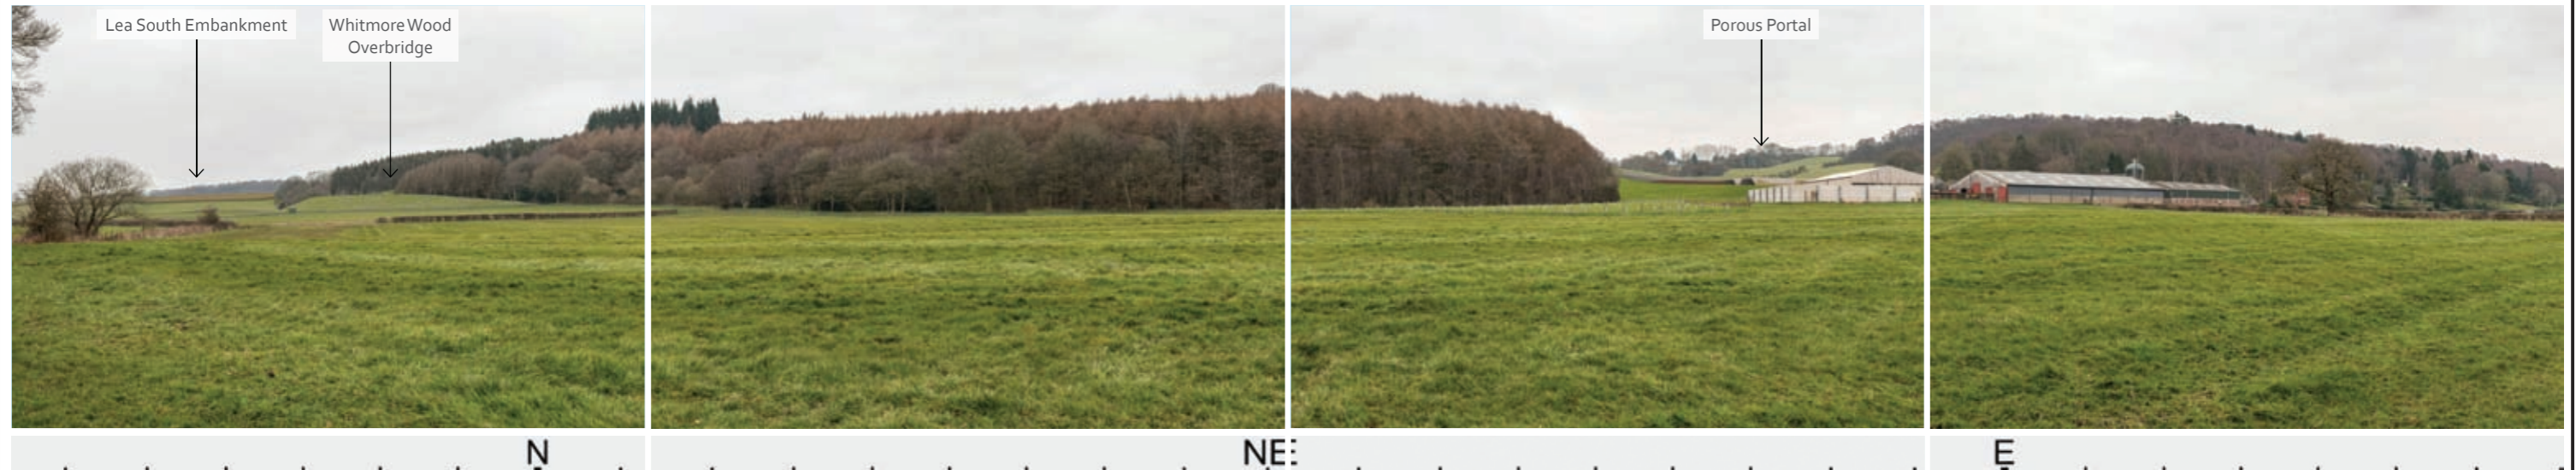 Lea South Embankment
Whitmore Wood
Overbridge
Porous Portal
N
NE
E